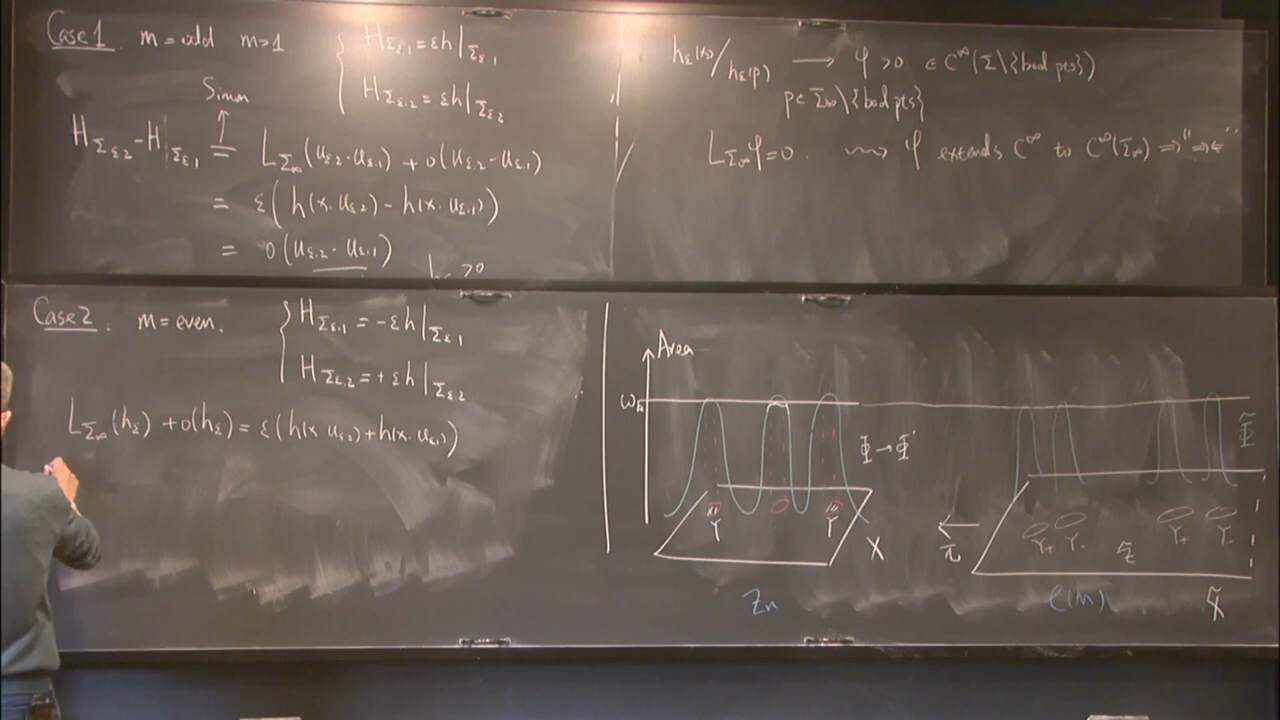 Case 1. m = odd m>1
{ H_{Σ_{ε,1}} = εh|_{Σ_{ε,1}}
H_{Σ_{ε,2}} = εh|_{Σ_{ε,2}}
Simon
H_{Σ_{ε,2}} - H|_{Σ_{ε,1}} = L_{Σ_∞}(u_{ε,2} - u_{ε,1}) + o(u_{ε,2} - u_{ε,1})
= ε(h(x, u_{ε,2}) - h(x, u_{ε,1}))
= o(u_{ε,2} - u_{ε,1})
>0
h_ε(x)/h_ε(p) → φ >0 ∈ C^∞(Σ\{bad pts})
p∈ Σ_∞\{bad pts}
L_{Σ_∞}φ=0. ⇝ φ extends C^∞ to C^∞(Σ_∞) ⇒ "⇒⇐"
Case 2. m = even.
{ H_{Σ_{ε,1}} = -εh|_{Σ_{ε,1}}
H_{Σ_{ε,2}} = +εh|_{Σ_{ε,2}}
L_{Σ_∞}(h_ε) + o(h_ε) = ε(h(x, u_{ε,2}) + h(x, u_{ε,1}))
Area
ω_k
Φ → Φ'
Y Y
X
Z_n
π
Φ̃
Y_+ Y_- Y_+ Y_-
C(M)
X̃